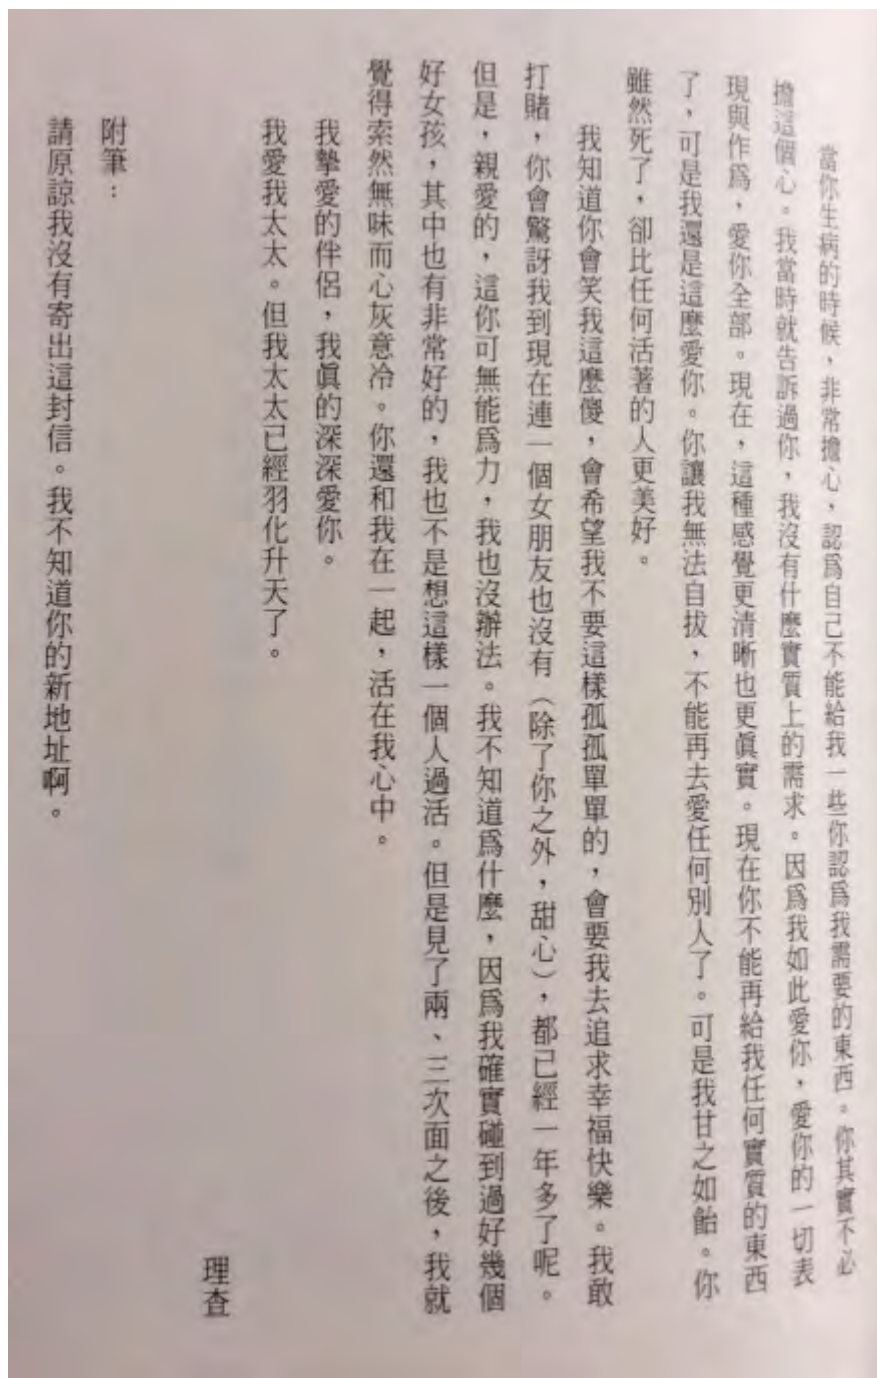 當你生病的時候，非常擔心，認爲自己不能給我一些你認爲我需要的東西。你其實不必
擔這個心。我當時就告訴過你，我沒有什麼實質上的需求。因爲我如此愛你，愛你的一切表
現與作爲，愛你全部。現在，這種感覺更清晰也更眞實。現在你不能再給我任何實質的東西
了，可是我還是這麼愛你。你讓我無法自拔，不能再去愛任何別人了。可是我甘之如飴。你
雖然死了，卻比任何活著的人更美好。
我知道你會笑我這麼傻，會希望我不要這樣孤孤單單的，會要我去追求幸福快樂。我敢
打賭，你會驚訝我到現在連一個女朋友也沒有（除了你之外，甜心），都已經一年多了呢。
但是，親愛的，這你可無能爲力，我也沒辦法。我不知道爲什麼，因爲我確實碰到過好幾個
好女孩，其中也有非常好的，我也不是想這樣一個人過活。但是見了兩、三次面之後，我就
覺得索然無味而心灰意冷。你還和我在一起，活在我心中。
我摯愛的伴侶，我眞的深深愛你。
我愛我太太。但我太太已經羽化升天了。
理查
附筆：
請原諒我沒有寄出這封信。我不知道你的新地址啊。